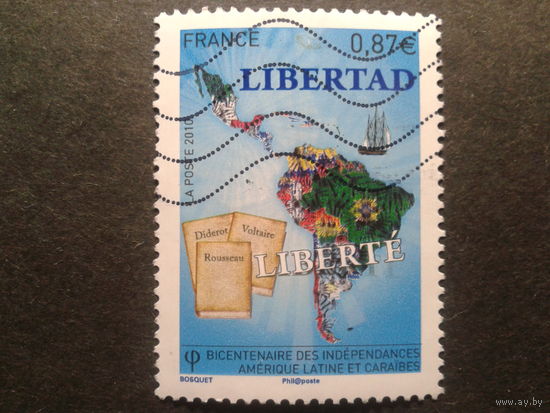 FRANCE 0,87€
LIBERTAD
LA POSTE 2010
Diderot
Voltaire
Rousseau
LIBERTÉ
φ BICENTENAIRE DES INDÉPENDANCES
AMÉRIQUE LATINE ET CARAÏBES
BOSQUET Phil@poste
www.ay.by